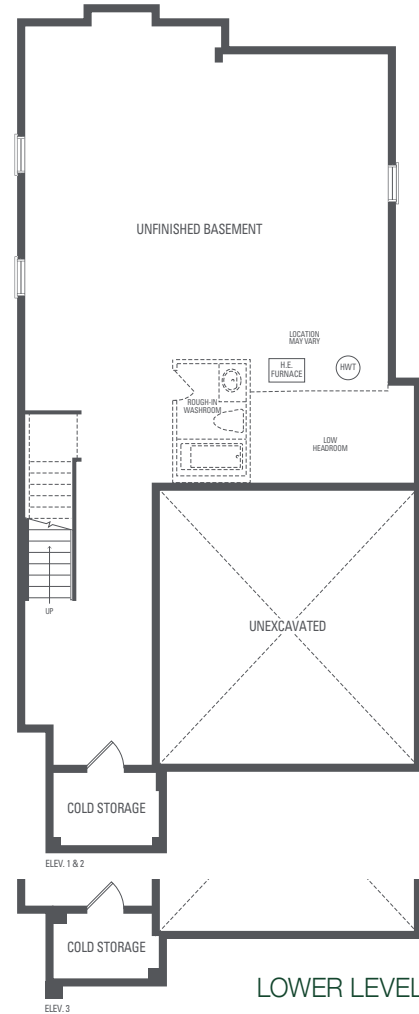 UNFINISHED BASEMENT
LOCATION
MAY VARY
H.E.
FURNACE
HWT
ROUGH-IN
WASHROOM
LOW
HEADROOM
UP
UNEXCAVATED
COLD STORAGE
ELEV. 1 & 2
COLD STORAGE
LOWER LEVEL
ELEV. 3